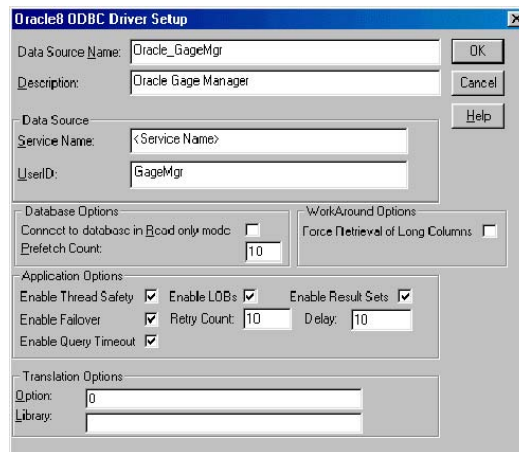 Oracle8 ODBC Driver Setup
Data Source Name: Oracle_GageMgr
OK
Description: Oracle Gage Manager
Cancel
Help
Data Source
Service Name: <Service Name>
UserID: GageMgr
Database Options
Connect to database in Read only mode
Prefetch Count: 10
WorkAround Options
Force Retrieval of Long Columns
Application Options
Enable Thread Safety Enable LOBs Enable Result Sets
Enable Failover Retry Count: 10 Delay: 10
Enable Query Timeout
Translation Options
Option: 0
Library: